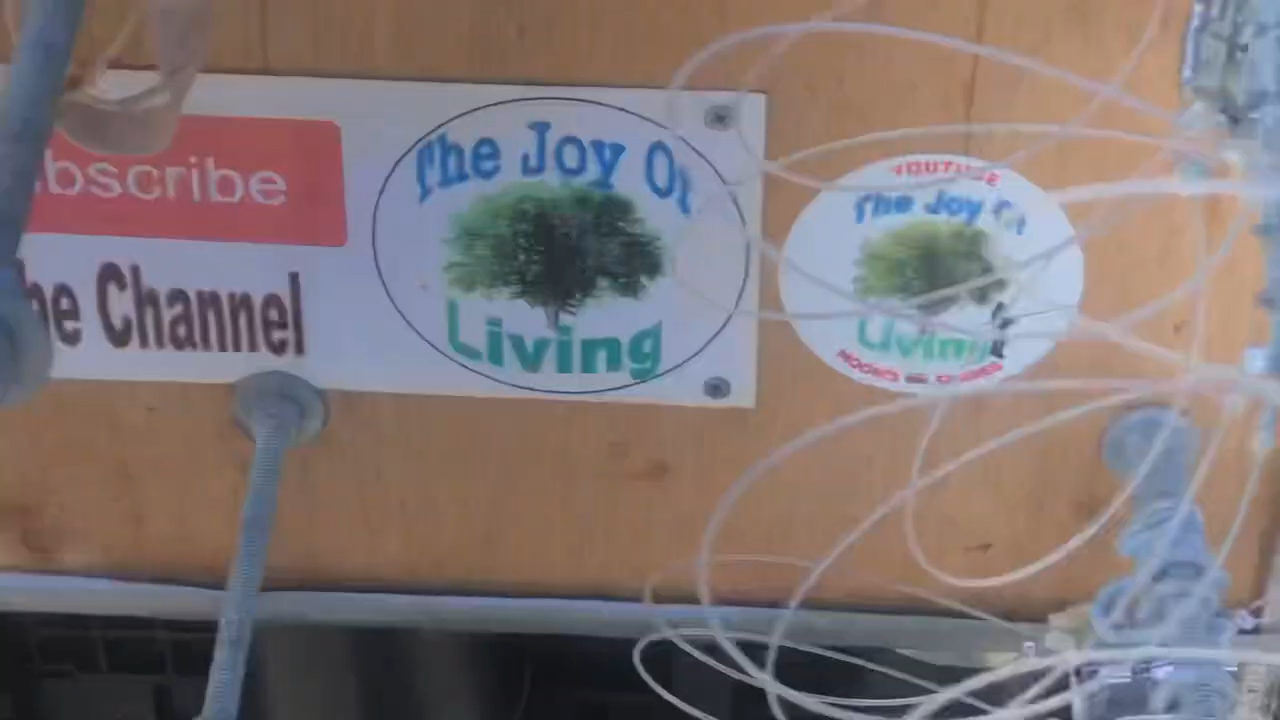 bscribe
he Channel
The Joy Of
Living
YOUTUBE
The Joy Of
Living